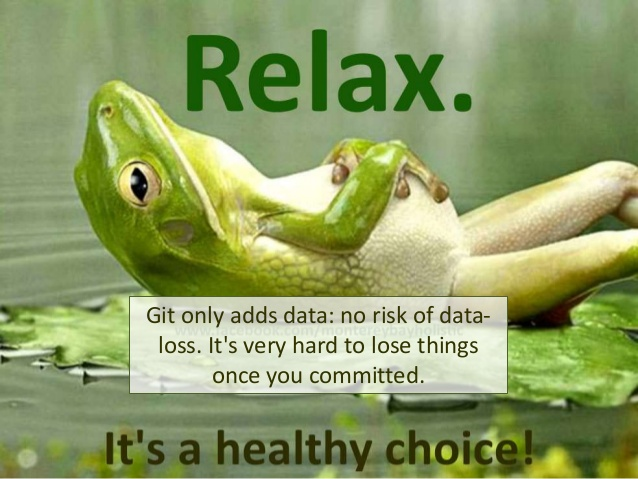 Relax.
Git only adds data: no risk of data-
loss. It's very hard to lose things
once you committed.
It's a healthy choice!